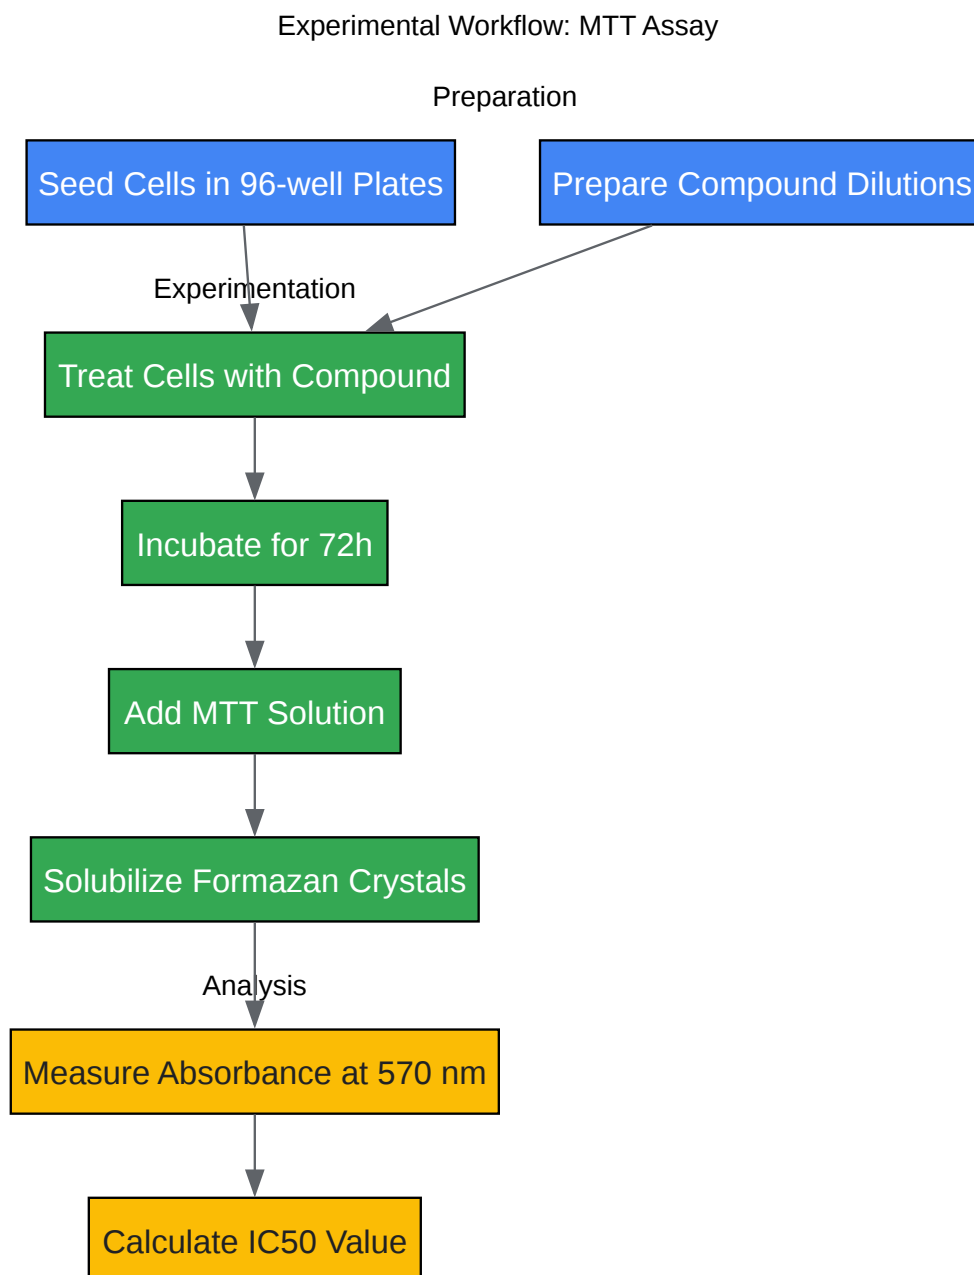 Experimental Workflow: MTT Assay
Preparation
Seed Cells in 96-well Plates
Prepare Compound Dilutions
Experimentation
Treat Cells with Compound
Incubate for 72h
Add MTT Solution
Solubilize Formazan Crystals
Analysis
Measure Absorbance at 570 nm
Calculate IC50 Value